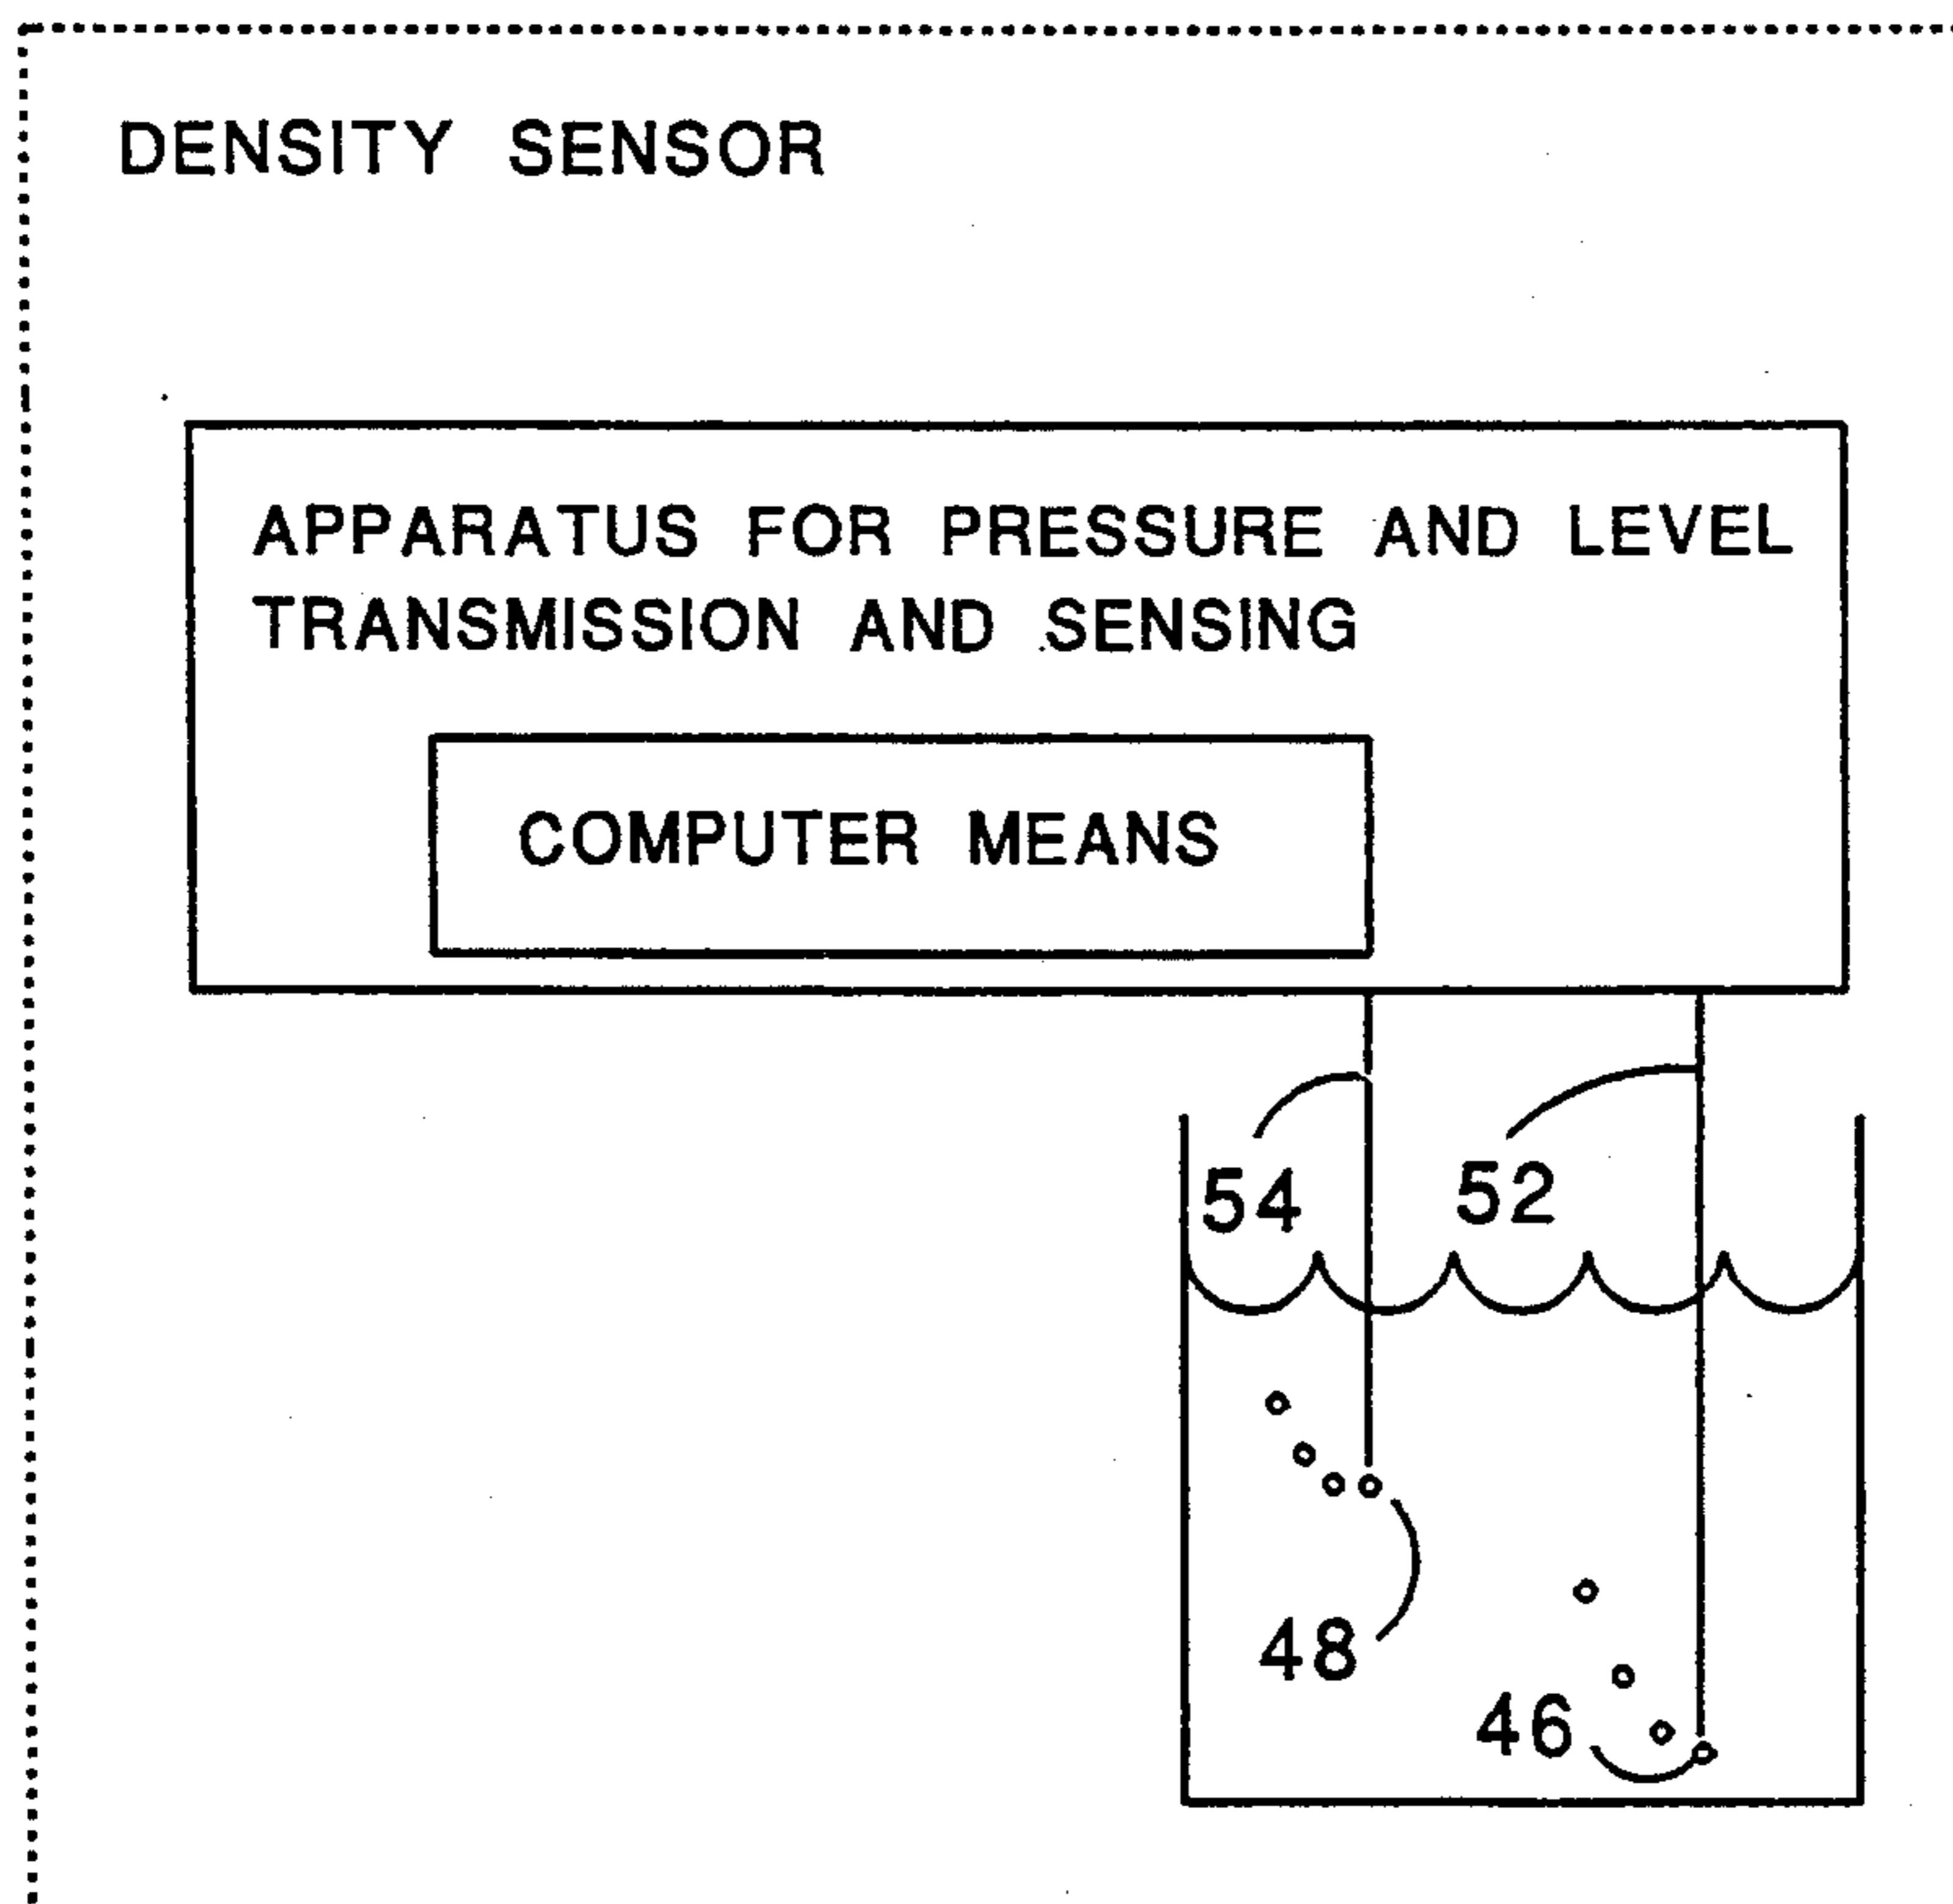 DENSITY SENSOR
APPARATUS FOR PRESSURE AND LEVEL
TRANSMISSION AND SENSING
COMPUTER MEANS
54
52
48
46